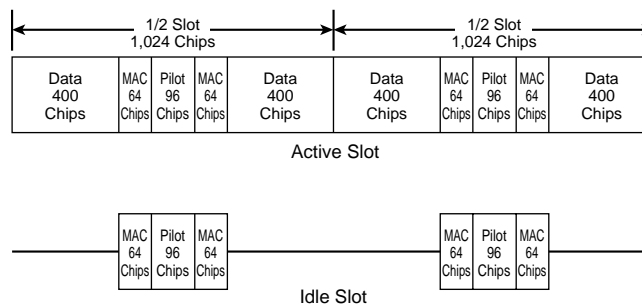 1/2 Slot
1,024 Chips
1/2 Slot
1,024 Chips
Data
400
Chips
MAC
64
Chips
Pilot
96
Chips
MAC
64
Chips
Data
400
Chips
Data
400
Chips
MAC
64
Chips
Pilot
96
Chips
MAC
64
Chips
Data
400
Chips
Active Slot
MAC
64
Chips
Pilot
96
Chips
MAC
64
Chips
MAC
64
Chips
Pilot
96
Chips
MAC
64
Chips
Idle Slot